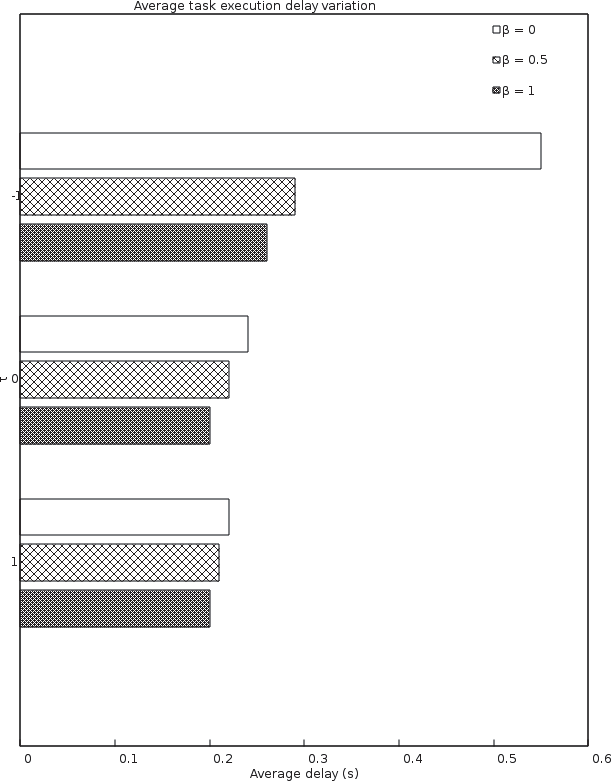 Average task execution delay variation
β = 0
β = 0.5
β = 1
-1
0
1
0 0.1 0.2 0.3 0.4 0.5 0.6
Average delay (s)